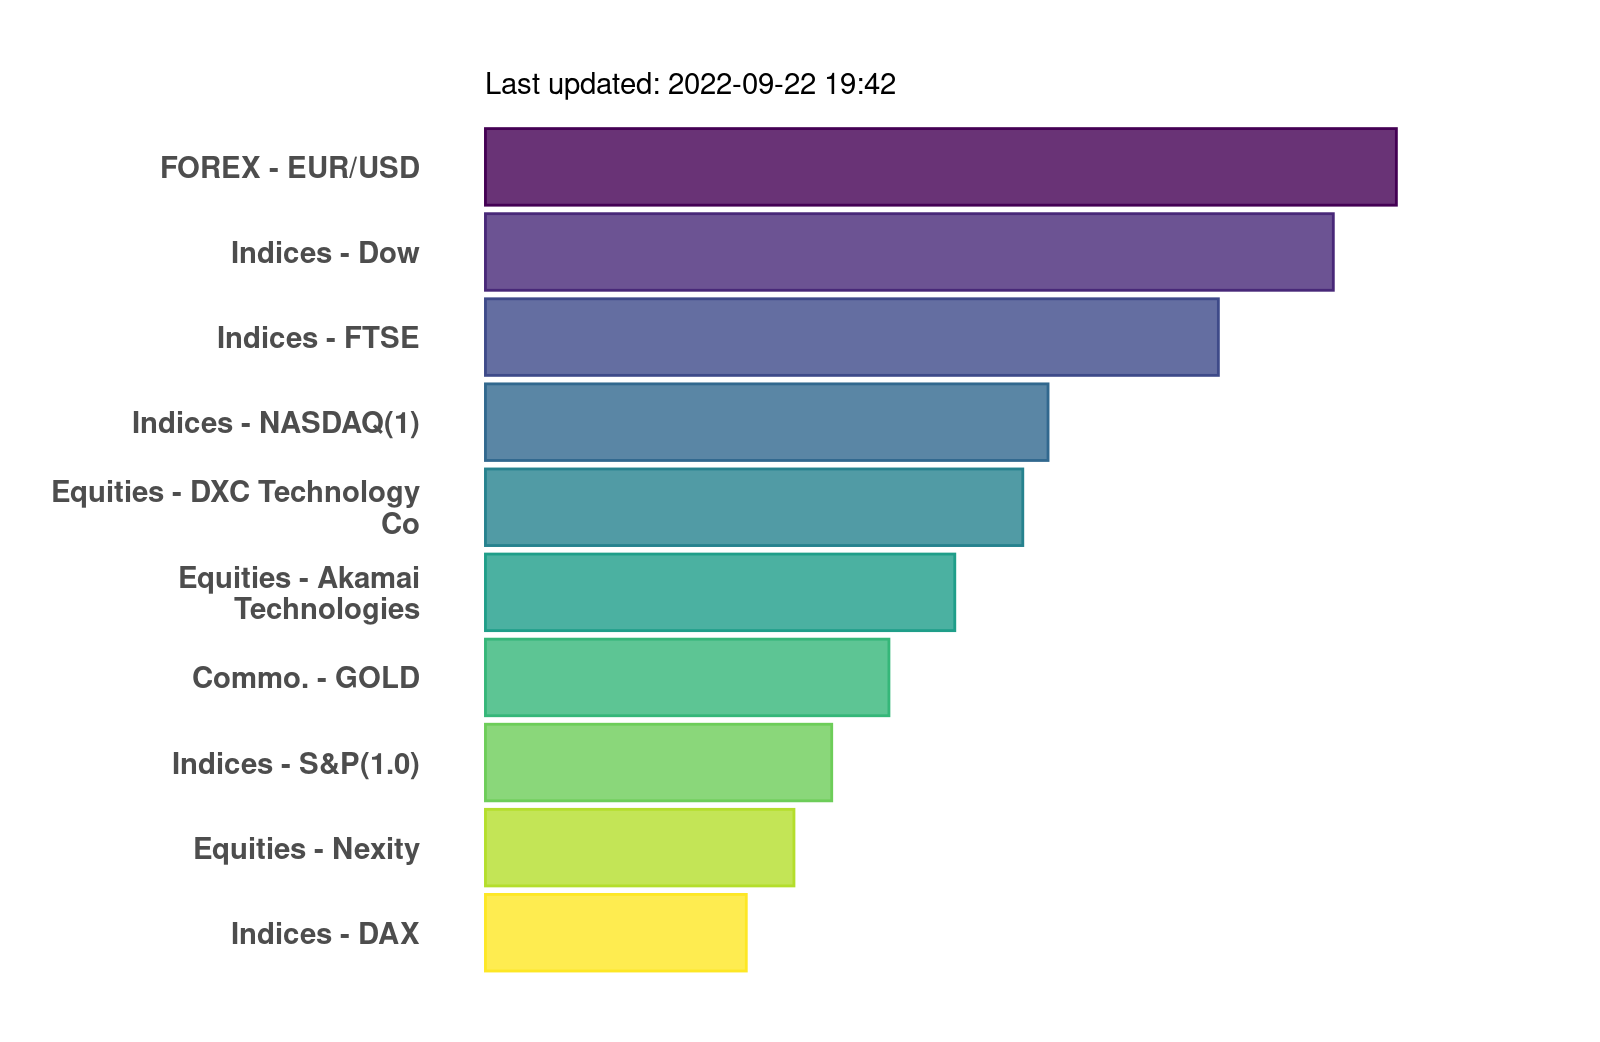 Last updated: 2022-09-22 19:42
FOREX - EUR/USD
Indices - Dow
Indices - FTSE
Indices - NASDAQ(1)
Equities - DXC Technology
Co
Equities - Akamai
Technologies
Commo. - GOLD
Indices - S&P(1.0)
Equities - Nexity
Indices - DAX